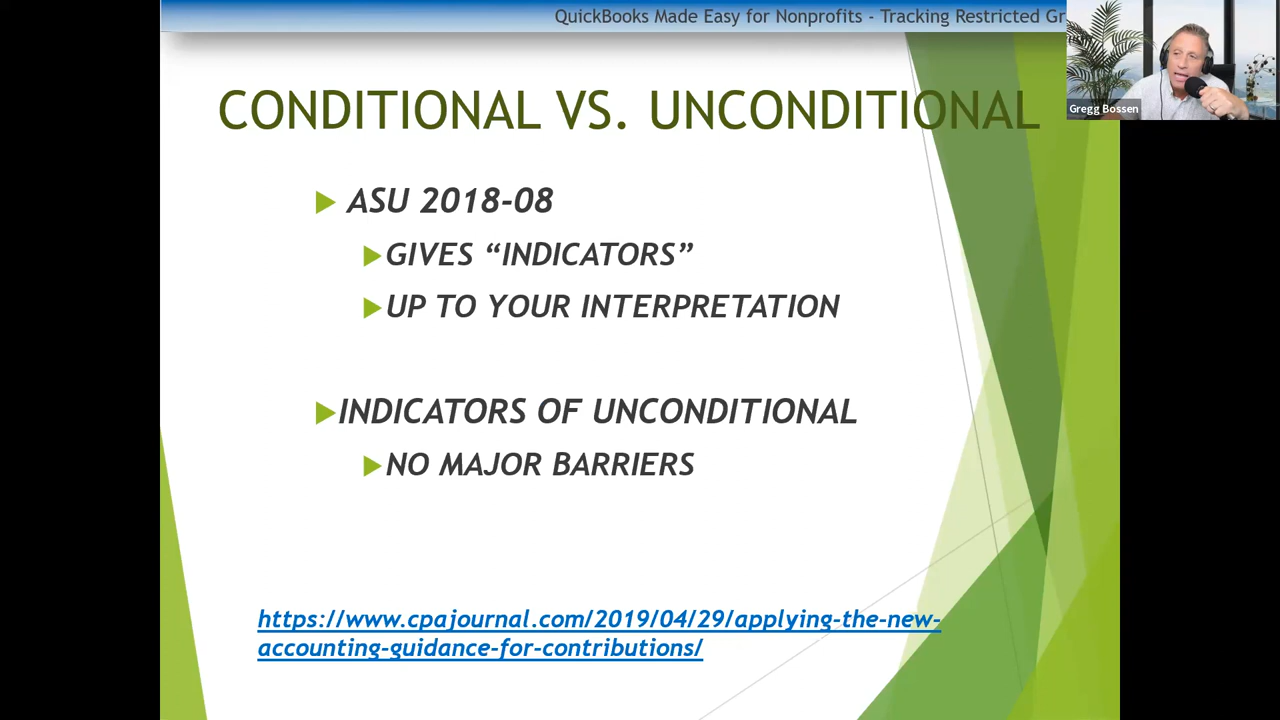 QuickBooks Made Easy for Nonprofits - Tracking Restricted
Gregg Bossen
CONDITIONAL VS. UNCONDITIONAL
ASU 2018-08
GIVES “INDICATORS”
UP TO YOUR INTERPRETATION
INDICATORS OF UNCONDITIONAL
NO MAJOR BARRIERS
https://www.cpajournal.com/2019/04/29/applying-the-new-
accounting-guidance-for-contributions/